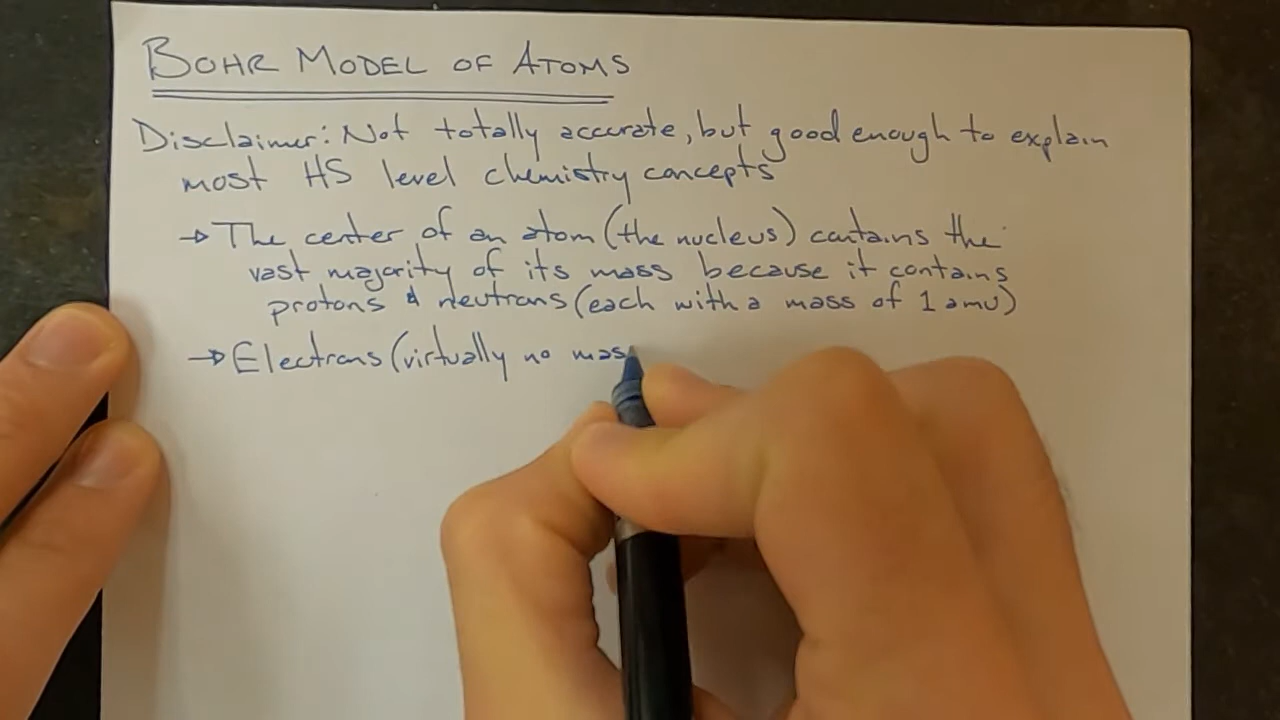 BOHR MODEL OF ATOMS
Disclaimer: Not totally accurate, but good enough to explain
most HS level chemistry concepts
→ The center of an atom (the nucleus) contains the
vast majority of its mass because it contains
protons & neutrons (each with a mass of 1 amu)
→ Electrons (virtually no mas